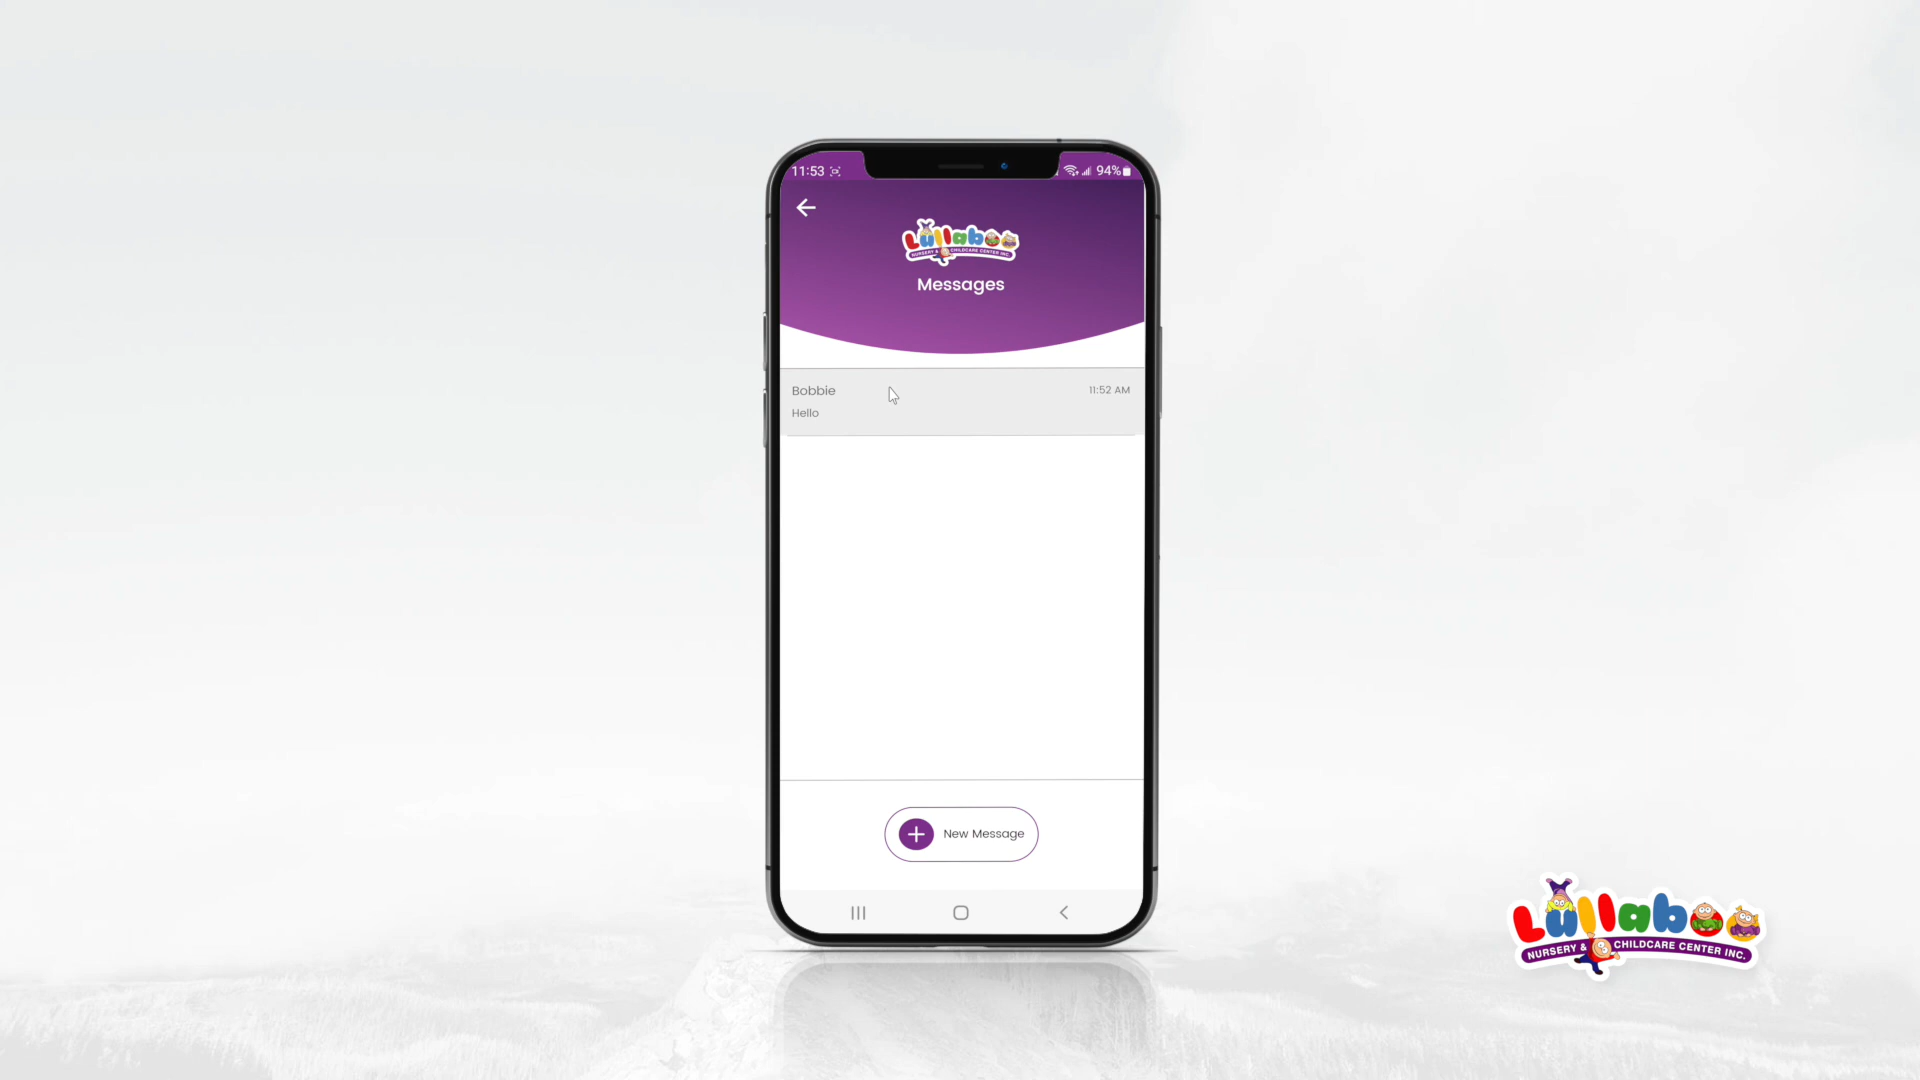 11:53
94%
Lullaboo
NURSERY & CHILDCARE CENTER INC.
Messages
Bobbie
11:52 AM
Hello
New Message
Lullaboo
NURSERY & CHILDCARE CENTER INC.